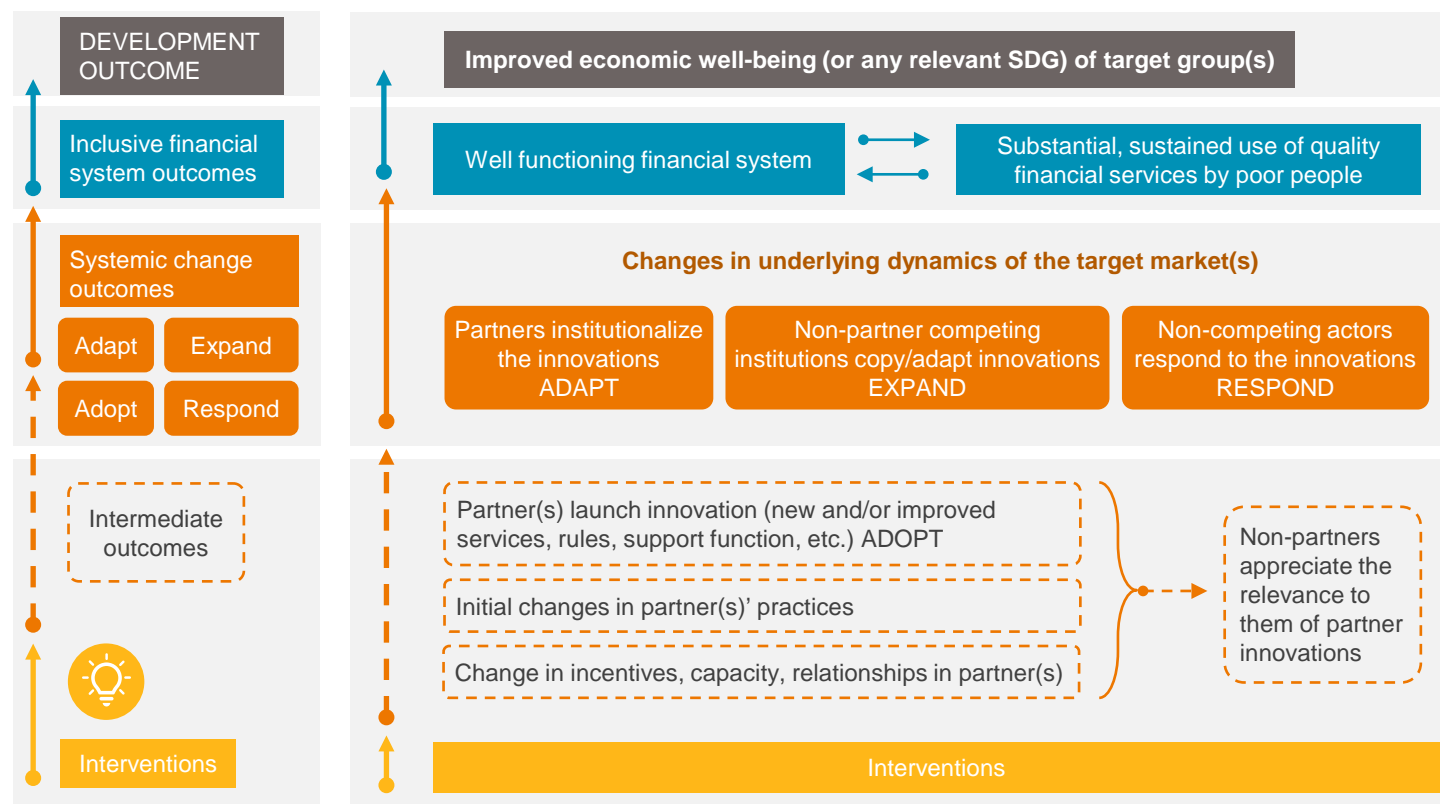 DEVELOPMENT
OUTCOME
Improved economic well-being (or any relevant SDG) of target group(s)
Inclusive financial
system outcomes
Well functioning financial system
Substantial, sustained use of quality
financial services by poor people
Systemic change
outcomes
Adapt
Expand
Adopt
Respond
Changes in underlying dynamics of the target market(s)
Partners institutionalize
the innovations
ADAPT
Non-partner competing
institutions copy/adapt innovations
EXPAND
Non-competing actors
respond to the innovations
RESPOND
Intermediate
outcomes
Partner(s) launch innovation (new and/or improved
services, rules, support function, etc.) ADOPT
Initial changes in partner(s)’ practices
Change in incentives, capacity, relationships in partner(s)
Non-partners
appreciate the
relevance to
them of partner
innovations
Interventions
Interventions